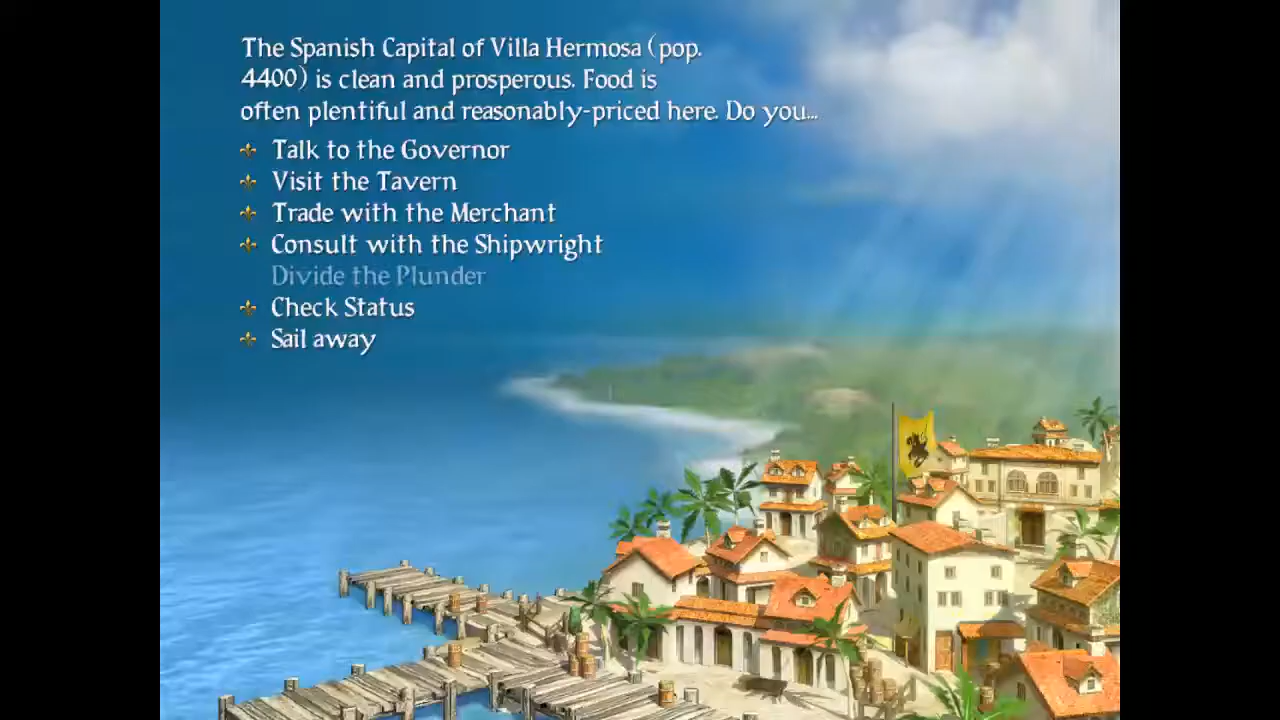 The Spanish Capital of Villa Hermosa (pop.
4400) is clean and prosperous. Food is
often plentiful and reasonably-priced here. Do you...
Talk to the Governor
Visit the Tavern
Trade with the Merchant
Consult with the Shipwright
Divide the Plunder
Check Status
Sail away